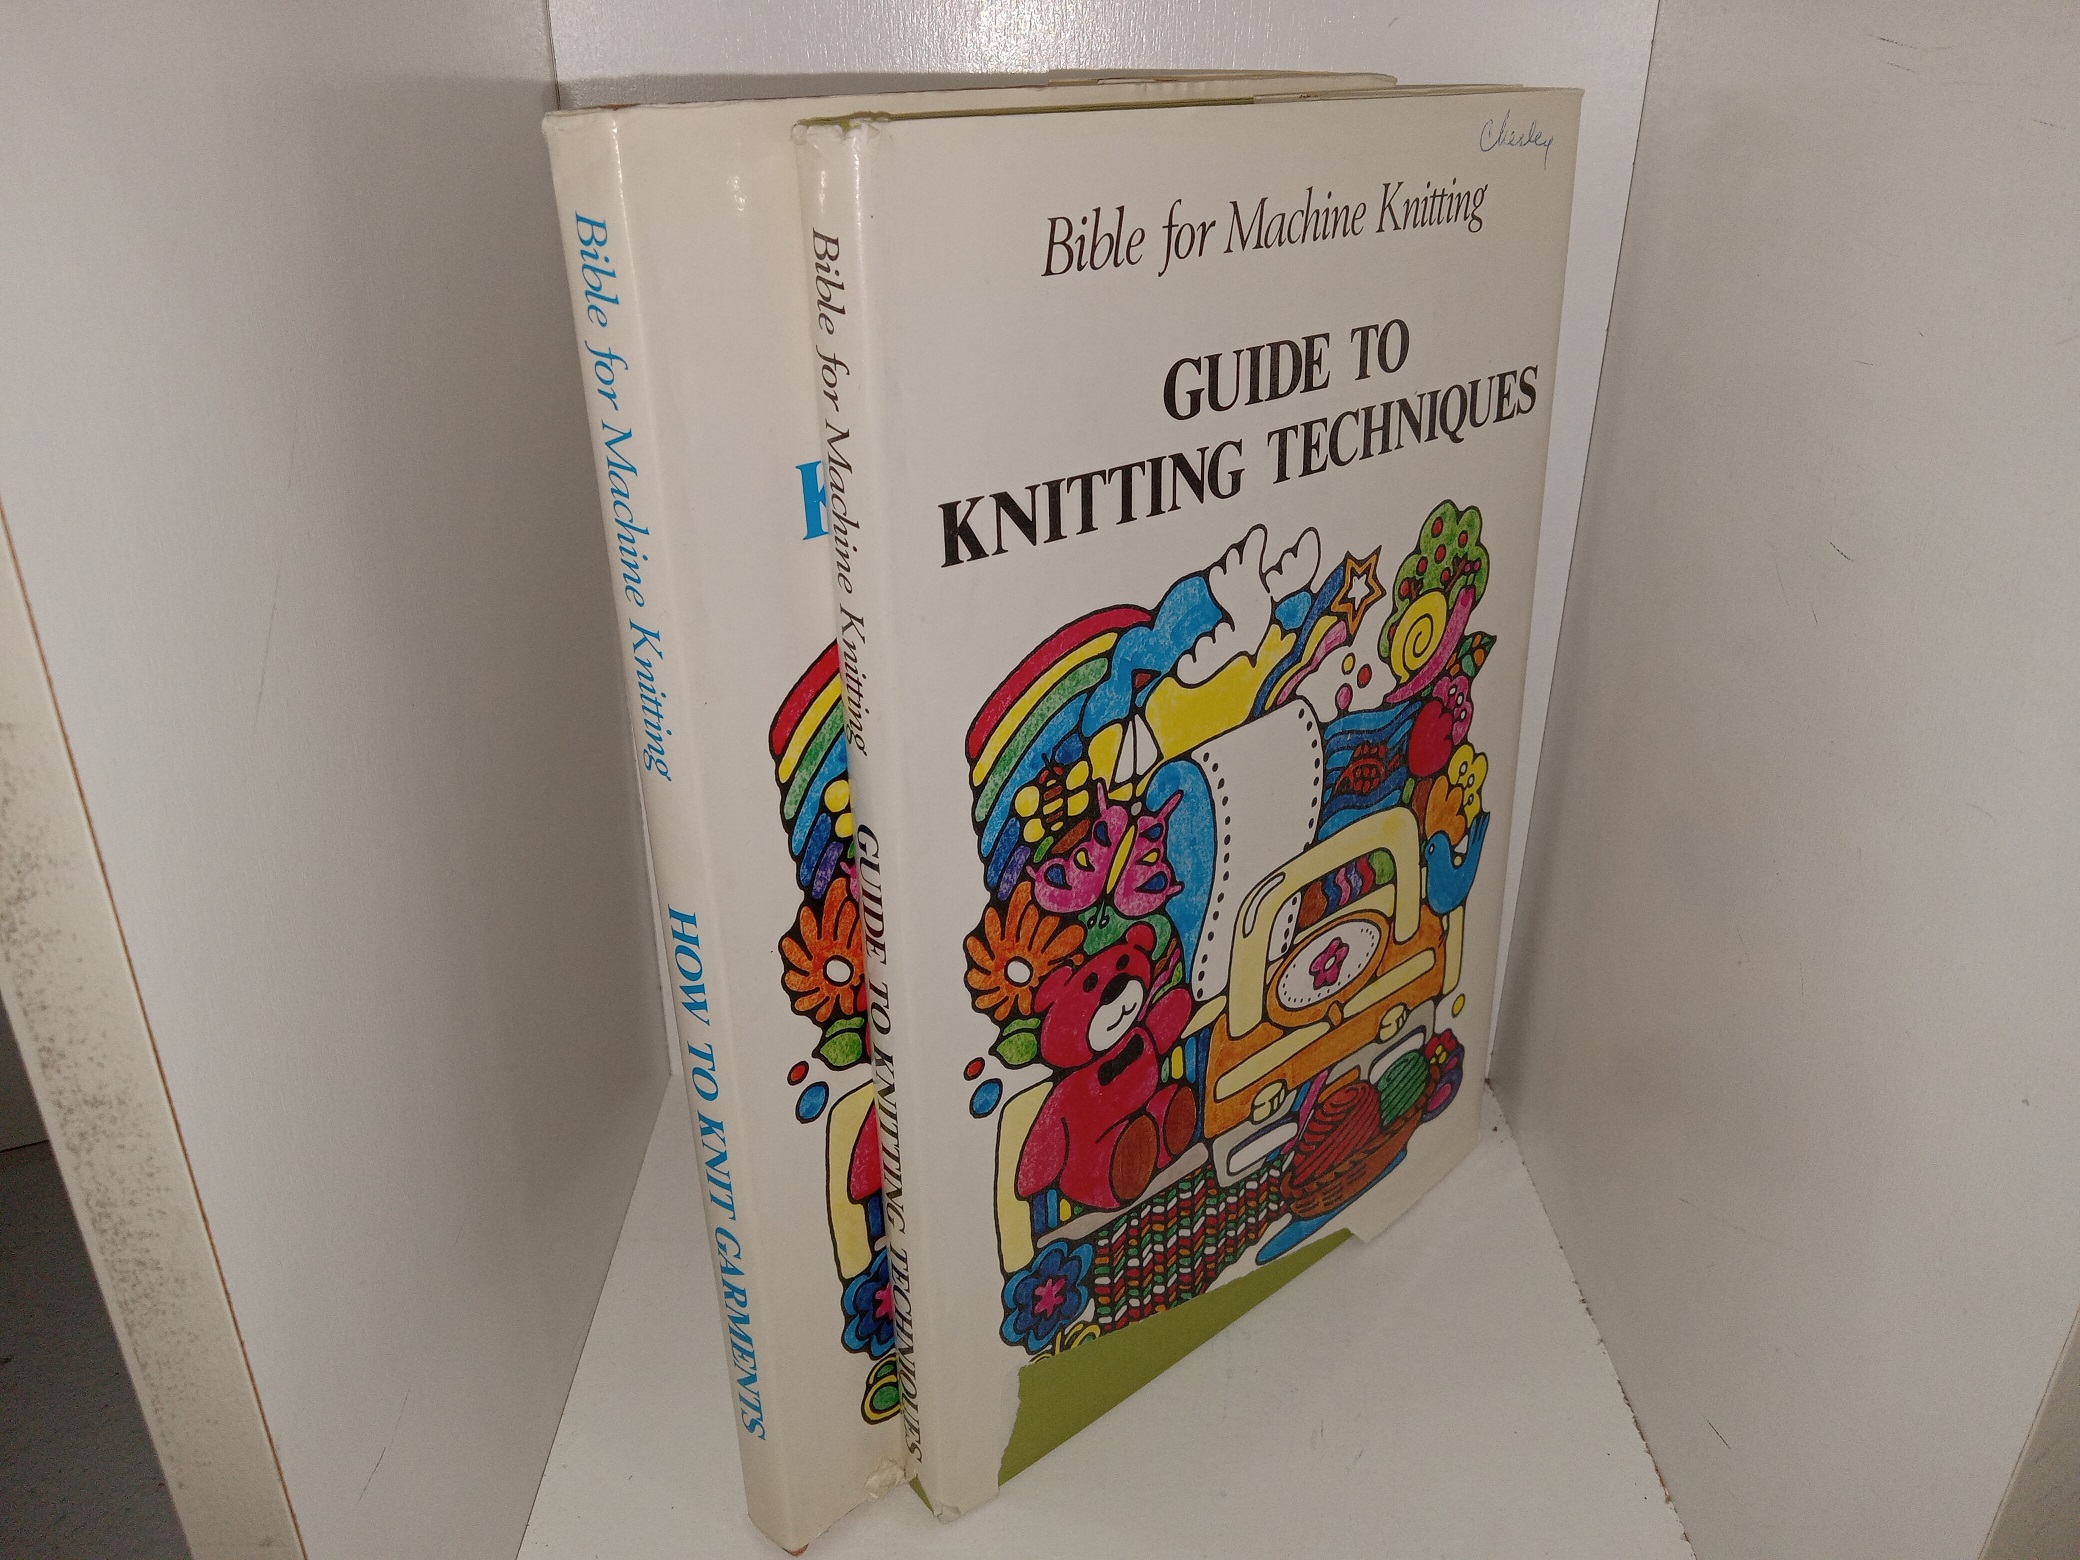 Bible for Machine Knitting
HOW TO KNIT GARMENTS
K
Bible for Machine Knitting
GUIDE TO KNITTING TECHNIQUES
Bible for Machine Knitting
GUIDE TO
KNITTING TECHNIQUES